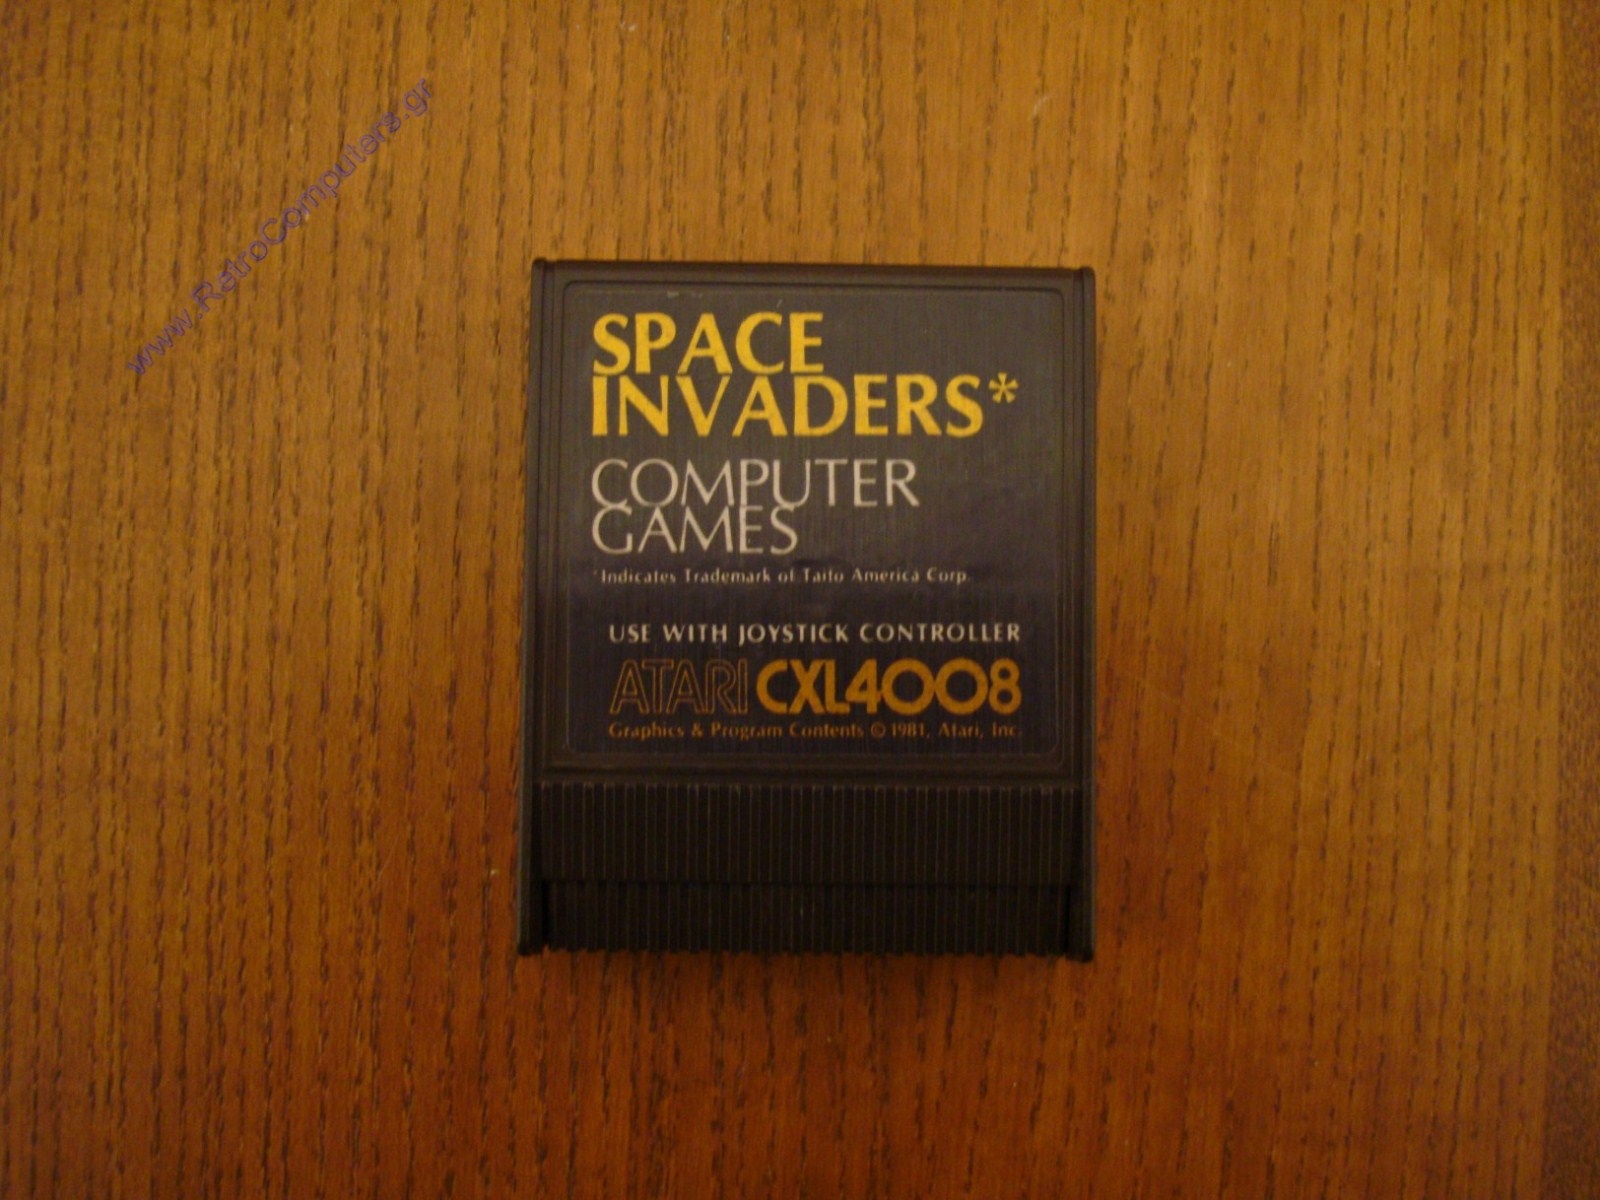 www.RetroComputers.gr
SPACE
INVADERS*
COMPUTER
GAMES
*Indicates Trademark of Taito America Corp.
USE WITH JOYSTICK CONTROLLER
ATARI CXL4008
Graphics & Program Contents © 1981, Atari, Inc.